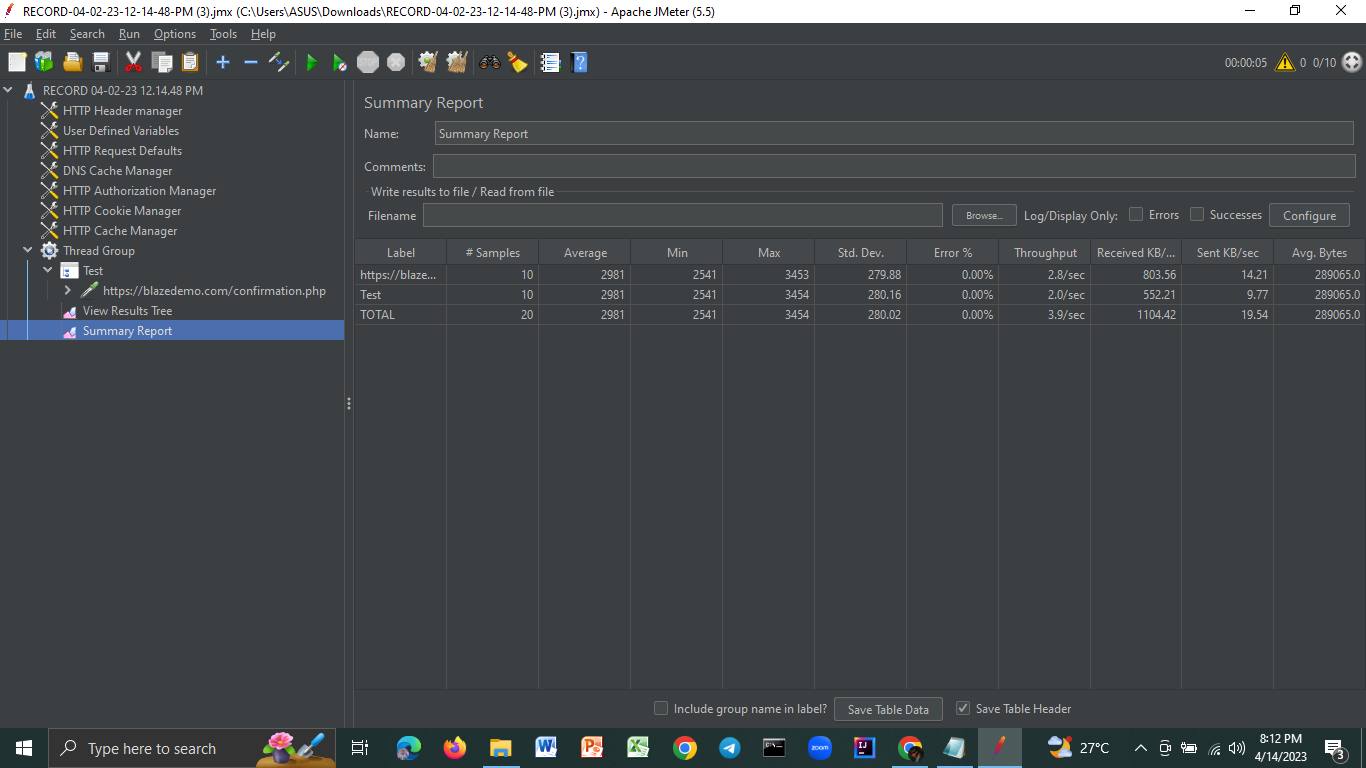 RECORD-04-02-23-12-14-48-PM (3).jmx (C:\Users\ASUS\Downloads\RECORD-04-02-23-12-14-48-PM (3).jmx) - Apache JMeter (5.5)
File Edit Search Run Options Tools Help
STOP 00:00:05 0 0/10
RECORD 04-02-23 12.14.48 PM
HTTP Header manager
User Defined Variables
HTTP Request Defaults
DNS Cache Manager
HTTP Authorization Manager
HTTP Cookie Manager
HTTP Cache Manager
Thread Group
Test
https://blazedemo.com/confirmation.php
View Results Tree
Summary Report
Summary Report
Name: Summary Report
Comments:
Write results to file / Read from file
Filename Browse... Log/Display Only: Errors Successes Configure
Label # Samples Average Min Max Std. Dev. Error % Throughput Received KB/... Sent KB/sec Avg. Bytes
https://blaze... 10 2981 2541 3453 279.88 0.00% 2.8/sec 803.56 14.21 289065.0
Test 10 2981 2541 3454 280.16 0.00% 2.0/sec 552.21 9.77 289065.0
TOTAL 20 2981 2541 3454 280.02 0.00% 3.9/sec 1104.42 19.54 289065.0
Include group name in label? Save Table Data Save Table Header
Type here to search zoom 27°C 8:12 PM
4/14/2023 3